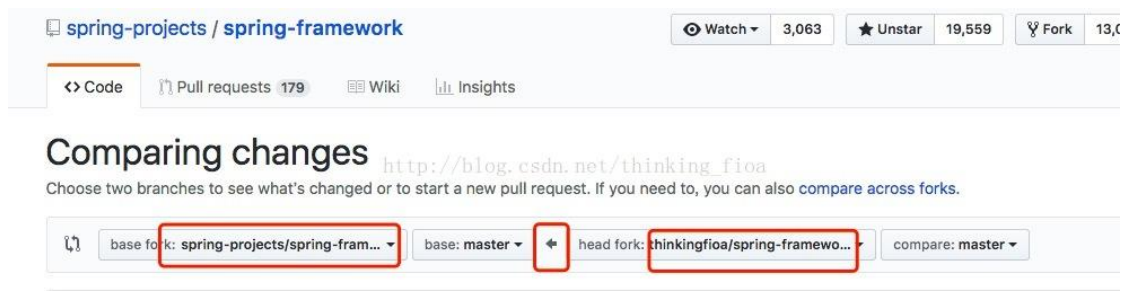 spring-projects / spring-framework
Watch 3,063 Unstar 19,559 Fork 13,0
Code Pull requests 179 Wiki Insights
Comparing changes
http://blog.csdn.net/thinking_fioa
Choose two branches to see what's changed or to start a new pull request. If you need to, you can also compare across forks.
base fork: spring-projects/spring-fram... base: master head fork: thinkingfioa/spring-framewo... compare: master